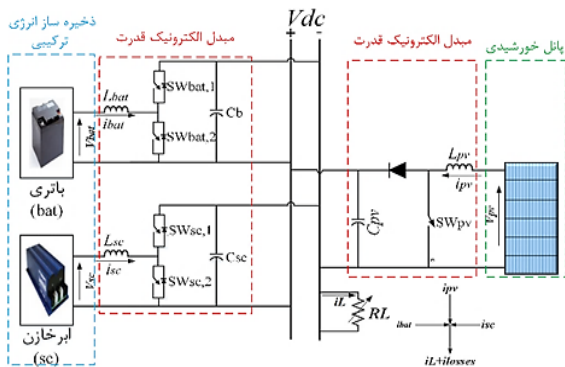 Vdc
+ -
ذخیره ساز انرژی
ترکیبی
مبدل الکترونیک قدرت
مبدل الکترونیک قدرت
پانل خورشیدی
Lbat
ibat
Vbat
SWbat,1
SWbat,2
Cb
باتری
(bat)
Lsc
isc
Vsc
SWsc,1
SWsc,2
Csc
ابرخازن
(sc)
Lpv
ipv
Vpv
SWpv
Cpv
iL
RL
ipv
ibat
isc
iL+ilosses